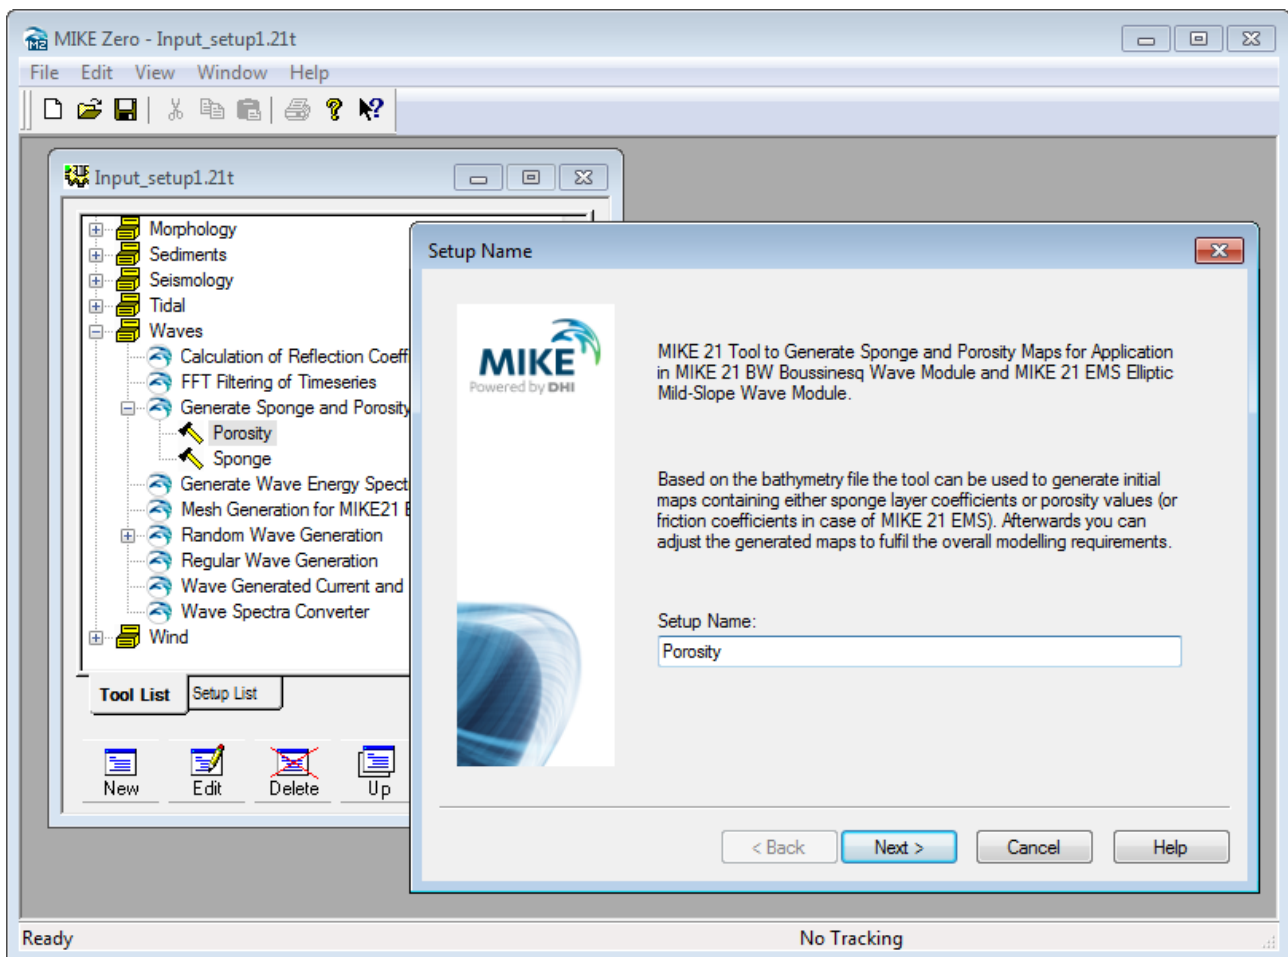 MIKE Zero - Input_setup1.21t
File Edit View Window Help
Input_setup1.21t
Morphology
Sediments
Seismology
Tidal
Waves
Calculation of Reflection Coeff
FFT Filtering of Timeseries
Generate Sponge and Porosity
Porosity
Sponge
Generate Wave Energy Spect
Mesh Generation for MIKE21 E
Random Wave Generation
Regular Wave Generation
Wave Generated Current and
Wave Spectra Converter
Wind
Tool List Setup List
New Edit Delete Up
Setup Name
MIKE
Powered by DHI
MIKE 21 Tool to Generate Sponge and Porosity Maps for Application
in MIKE 21 BW Boussinesq Wave Module and MIKE 21 EMS Elliptic
Mild-Slope Wave Module.
Based on the bathymetry file the tool can be used to generate initial
maps containing either sponge layer coefficients or porosity values (or
friction coefficients in case of MIKE 21 EMS). Afterwards you can
adjust the generated maps to fulfil the overall modelling requirements.
Setup Name:
Porosity
< Back Next > Cancel Help
Ready No Tracking